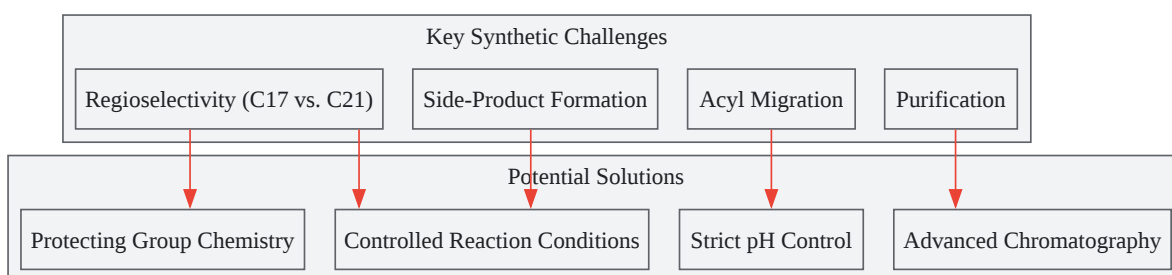 Key Synthetic Challenges
Regioselectivity (C17 vs. C21)
Side-Product Formation
Acyl Migration
Purification
Potential Solutions
Protecting Group Chemistry
Controlled Reaction Conditions
Strict pH Control
Advanced Chromatography